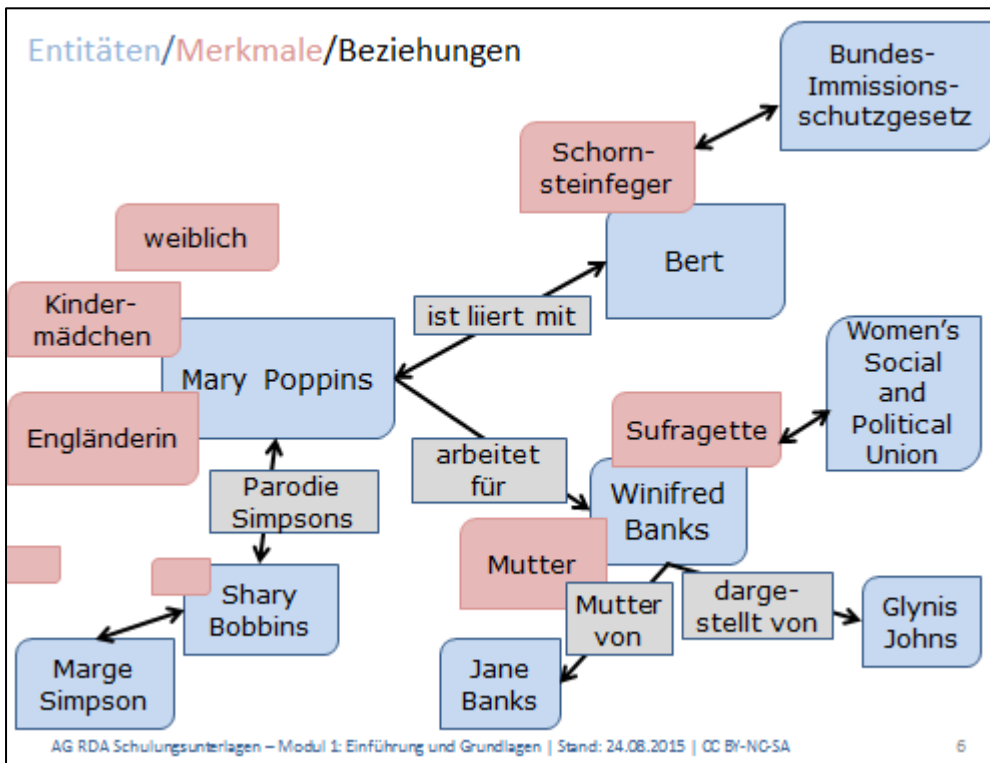 Entitäten/Merkmale/Beziehungen
Bundes-
Immissions-
schutzgesetz
Schorn-
steinfeger
weiblich
Bert
Kinder-
mädchen
ist liiert mit
Mary Poppins
Women's
Social
and
Political
Union
Engländerin
Sufragette
arbeitet
für
Parodie
Simpsons
Winifred
Banks
Mutter
Shary
Bobbins
Mutter
von
darge-
stellt von
Glynis
Johns
Marge
Simpson
Jane
Banks
AG RDA Schulungsunterlagen – Modul 1: Einführung und Grundlagen | Stand: 24.08.2015 | CC BY-NC-SA
6